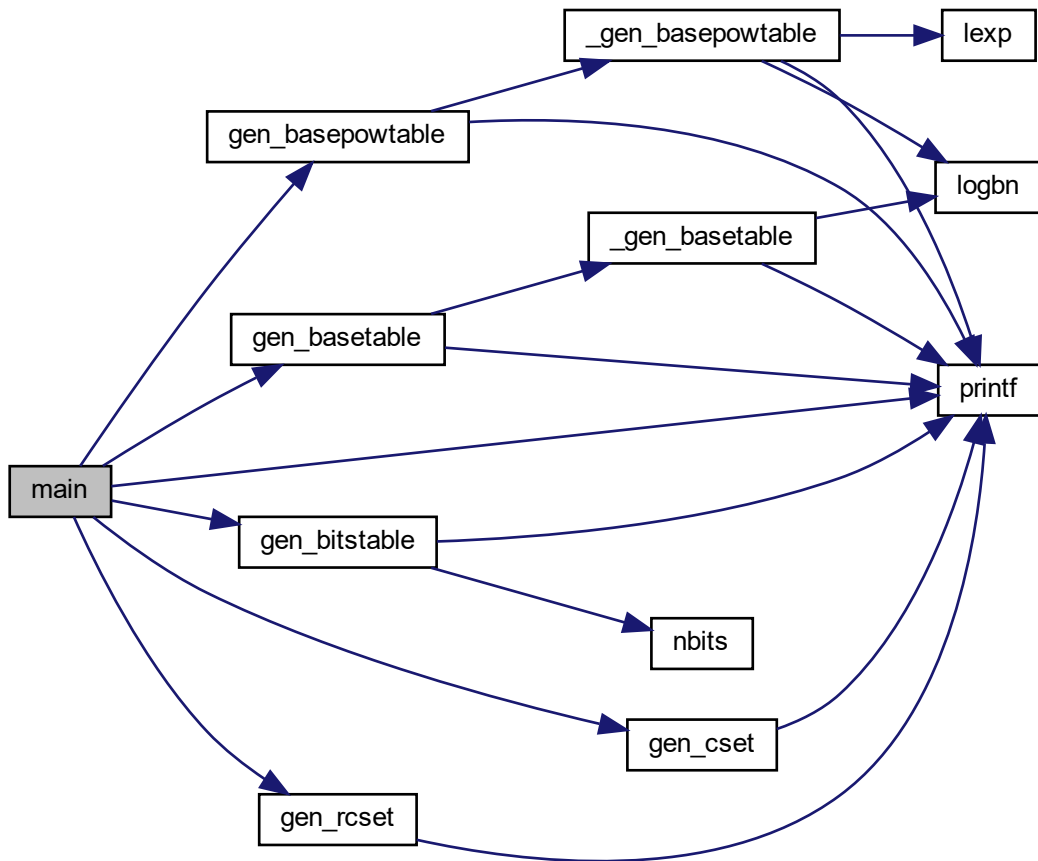 _gen_basepowtable
lexp
gen_basepowtable
logbn
_gen_basetable
gen_basetable
printf
main
gen_bitstable
nbits
gen_cset
gen_rcset